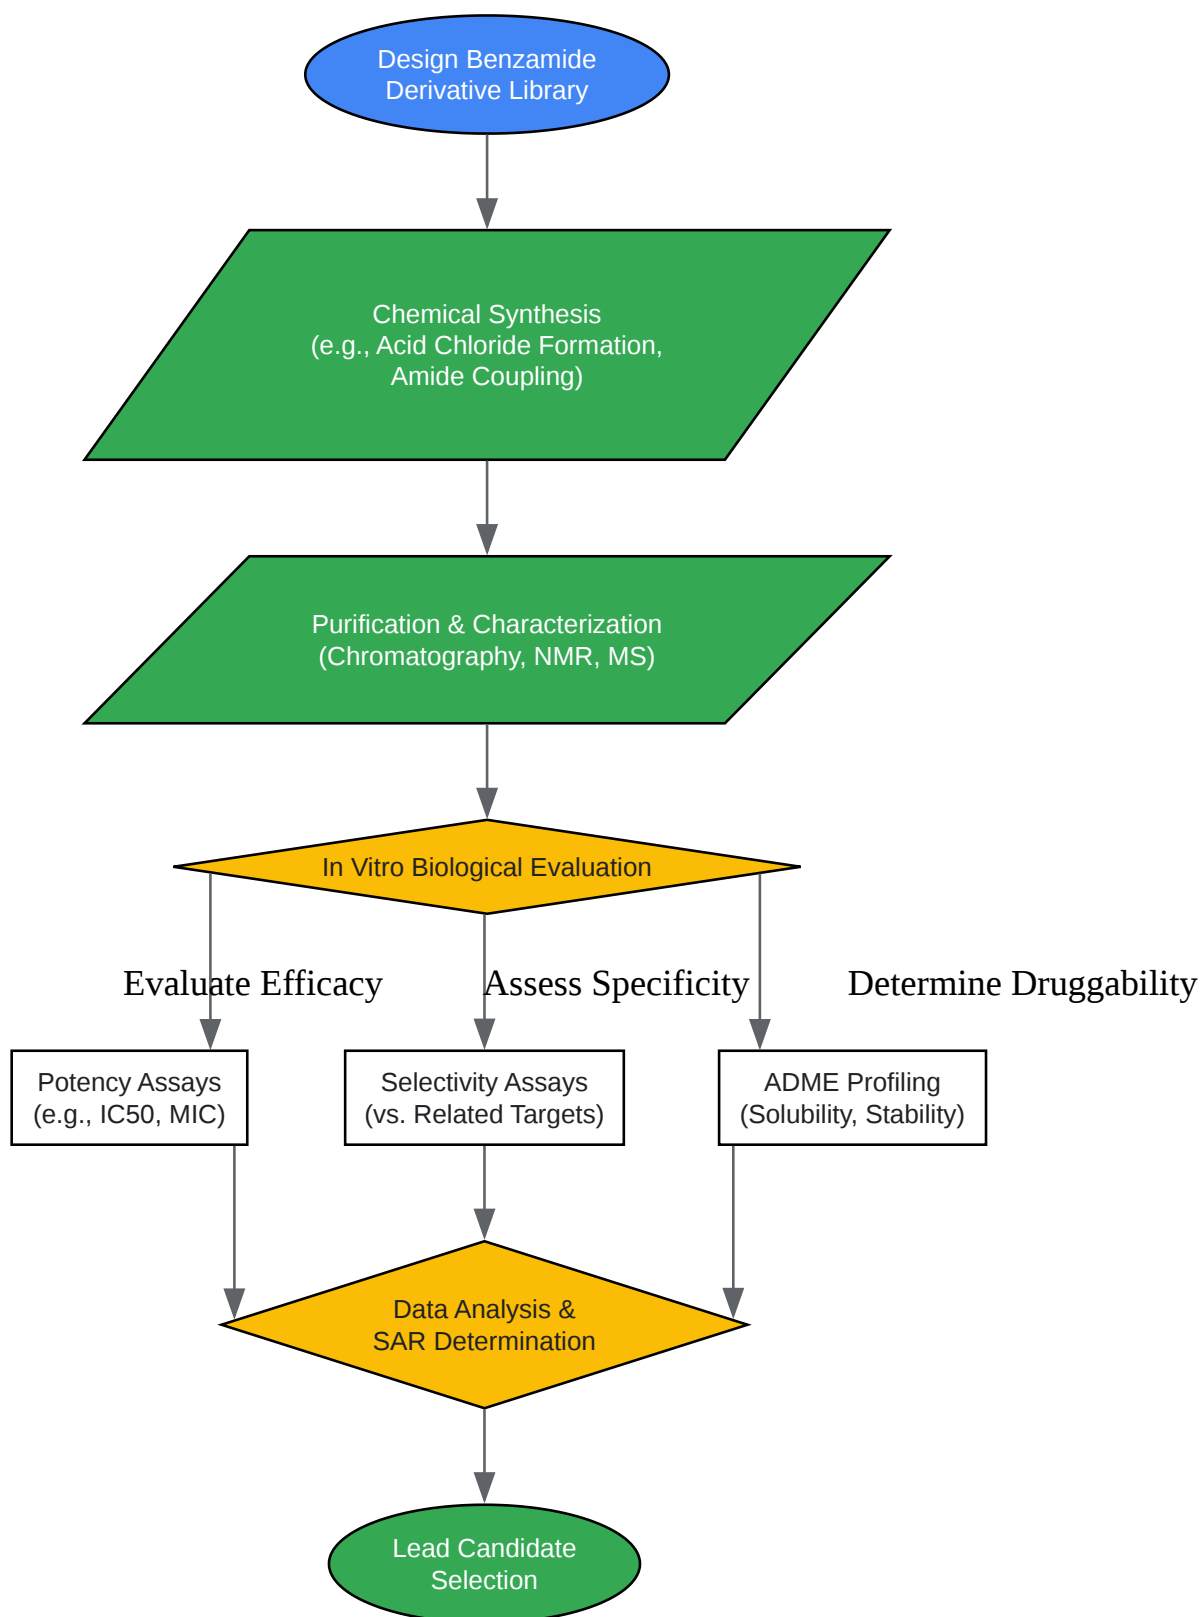 Design Benzamide
Derivative Library
Chemical Synthesis
(e.g., Acid Chloride Formation,
Amide Coupling)
Purification & Characterization
(Chromatography, NMR, MS)
In Vitro Biological Evaluation
Evaluate Efficacy
Assess Specificity
Determine Druggability
Potency Assays
(e.g., IC50, MIC)
Selectivity Assays
(vs. Related Targets)
ADME Profiling
(Solubility, Stability)
Data Analysis &
SAR Determination
Lead Candidate
Selection